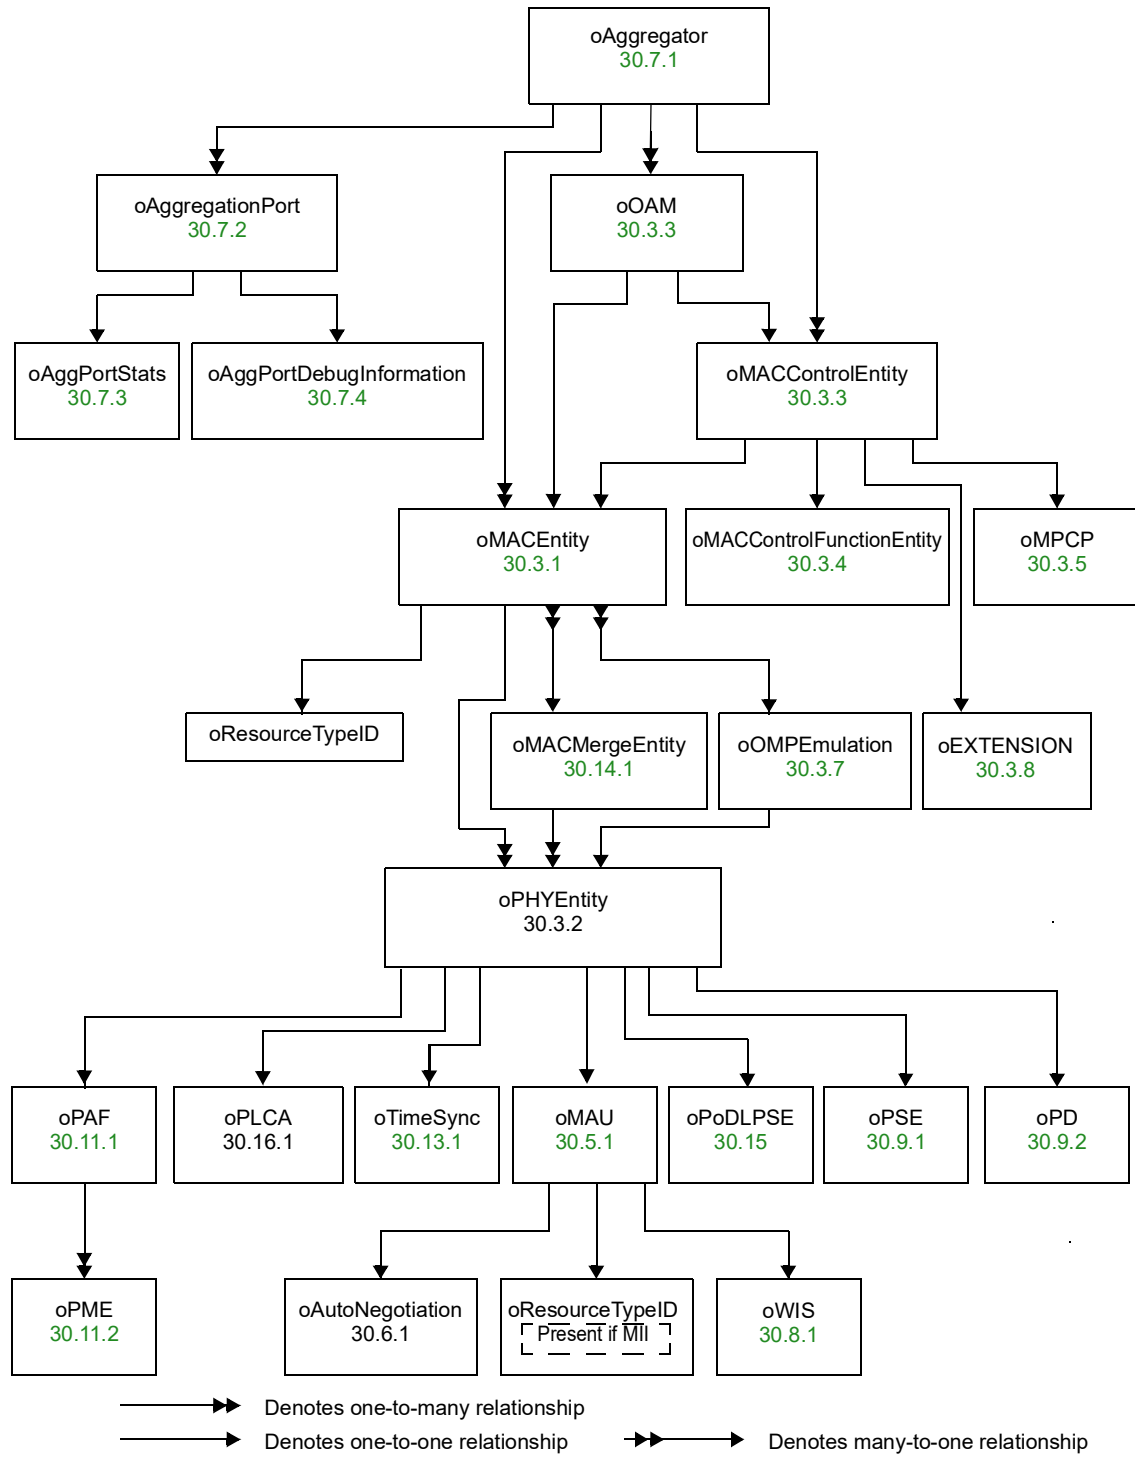 oAggregator
30.7.1
oAggregationPort
30.7.2
oOAM
30.3.3
oAggPortStats
30.7.3
oAggPortDebugInformation
30.7.4
oMACControlEntity
30.3.3
oMACEntity
30.3.1
oMACControlFunctionEntity
30.3.4
oMPCP
30.3.5
oResourceTypeID
oMACMergeEntity
30.14.1
oOMPEmulation
30.3.7
oEXTENSION
30.3.8
oPHYEntity
30.3.2
oPAF
30.11.1
oPLCA
30.16.1
oTimeSync
30.13.1
oMAU
30.5.1
oPoDLPSE
30.15
oPSE
30.9.1
oPD
30.9.2
oPME
30.11.2
oAutoNegotiation
30.6.1
oResourceTypeID
Present if MII
oWIS
30.8.1
Denotes one-to-many relationship
Denotes one-to-one relationship
Denotes many-to-one relationship